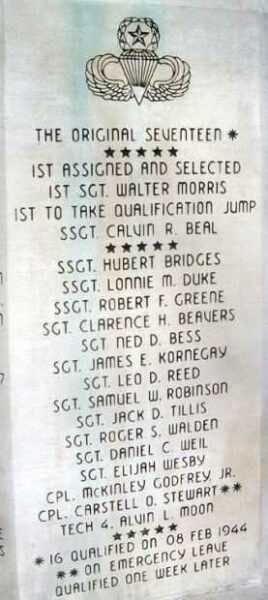 THE ORIGINAL SEVENTEEN *
★★★★★
1ST ASSIGNED AND SELECTED
1ST SGT. WALTER MORRIS
1ST TO TAKE QUALIFICATION JUMP
SSGT. CALVIN R. BEAL
★★★★★
SSGT. HUBERT BRIDGES
SSGT. LONNIE M. DUKE
SSGT. ROBERT F. GREENE
SGT. CLARENCE H. BEAVERS
SGT NED D. BESS
SGT. JAMES E. KORNEGAY
SGT. LEO D. REED
SGT. SAMUEL W. ROBINSON
SGT. JACK D. TILLIS
SGT. ROGER S. WALDEN
SGT. DANIEL C. WEIL
SGT. ELIJAH WESBY
CPL. MCKINLEY GODFREY, JR.
CPL. CARSTELL O. STEWART **
TECH 4. ALVIN L. MOON
★★★★★
* 16 QUALIFIED ON 08 FEB 1944
** ON EMERGENCY LEAVE
QUALIFIED ONE WEEK LATER